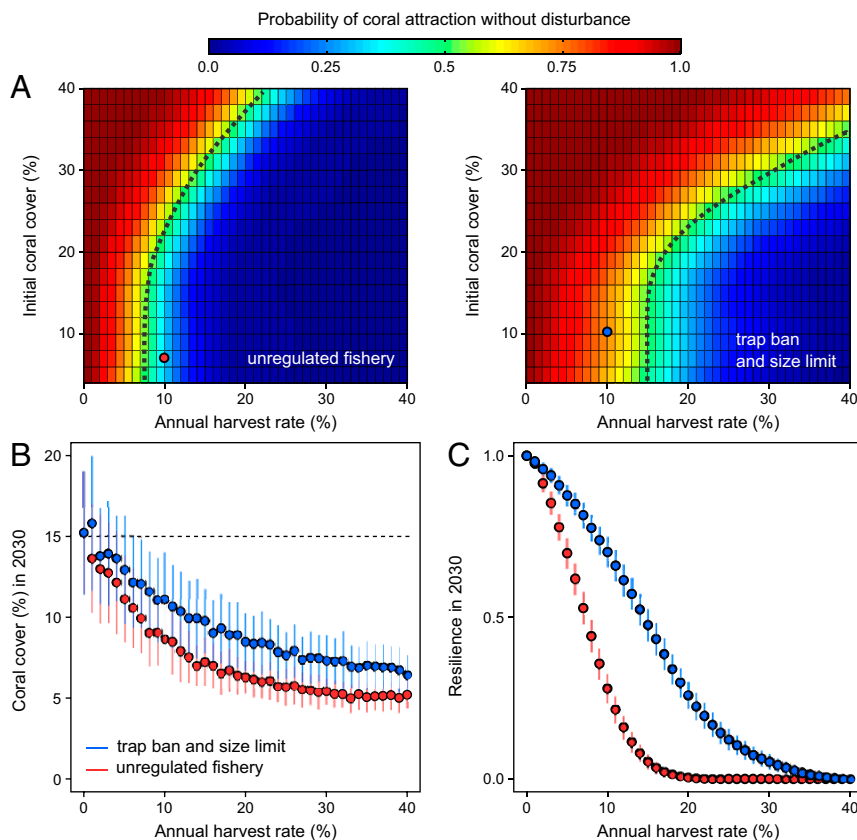 Probability of coral attraction without disturbance
0.0 0.25 0.5 0.75 1.0
A
40
30
20
10
Initial coral cover (%)
unregulated fishery
0 10 20 30 40
Annual harvest rate (%)
40
30
20
10
Initial coral cover (%)
trap ban
and size limit
0 10 20 30 40
Annual harvest rate (%)
B
20
15
10
5
0
Coral cover (%) in 2030
trap ban and size limit
unregulated fishery
0 10 20 30 40
Annual harvest rate (%)
C
1.0
0.5
0.0
Resilience in 2030
0 10 20 30 40
Annual harvest rate (%)